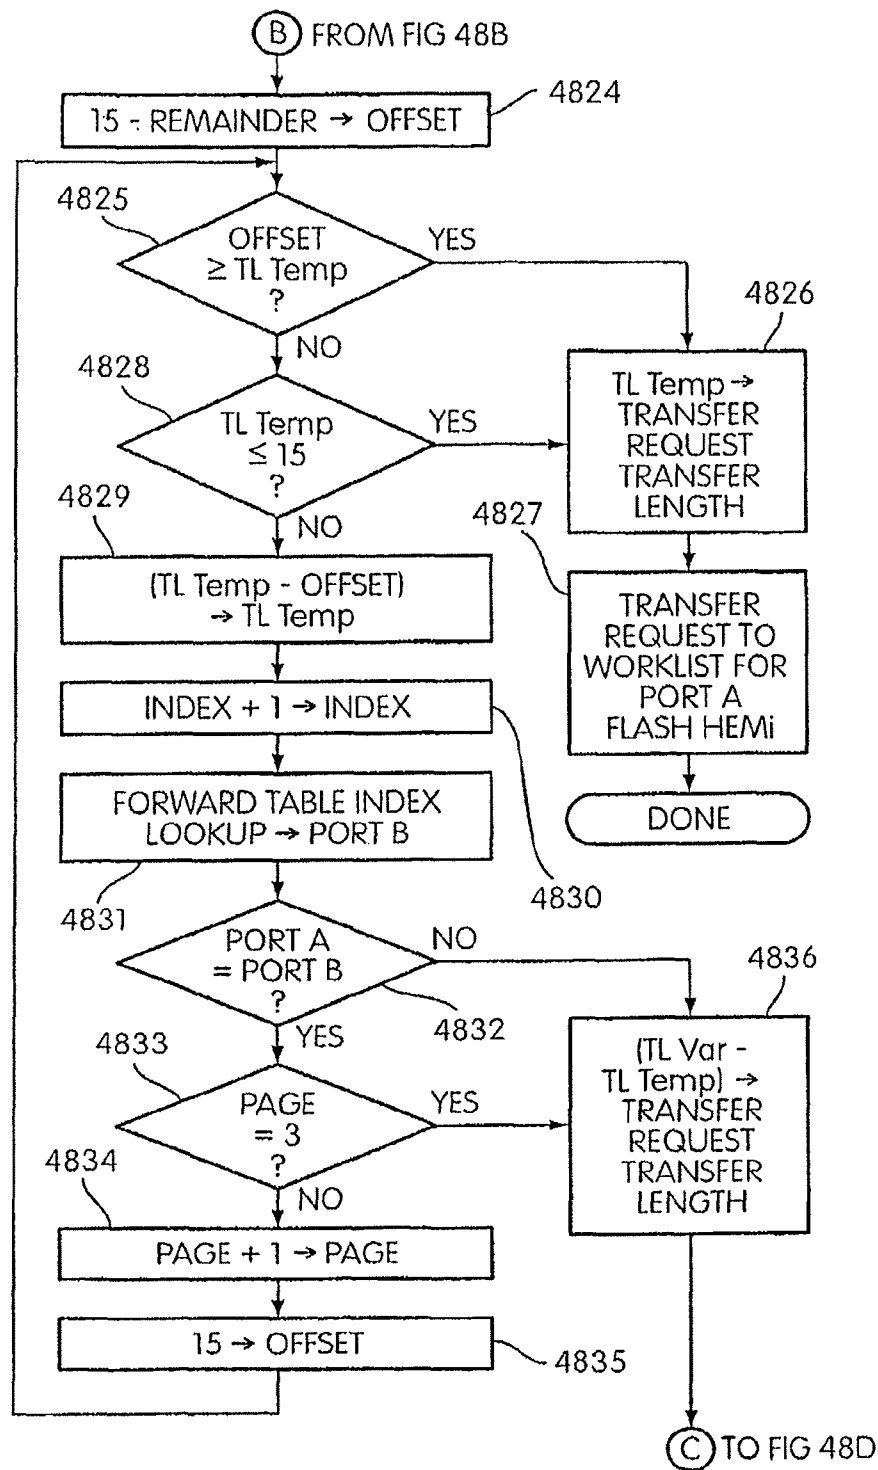 B FROM FIG 48B
4824
15 - REMAINDER → OFFSET
4825
OFFSET
≥ TL Temp
?
YES
NO
4826
TL Temp →
TRANSFER
REQUEST
TRANSFER
LENGTH
4828
TL Temp
≤ 15
?
YES
NO
4827
TRANSFER
REQUEST TO
WORKLIST FOR
PORT A
FLASH HEMi
DONE
4829
(TL Temp - OFFSET)
→ TL Temp
INDEX + 1 → INDEX
4830
FORWARD TABLE INDEX
LOOKUP → PORT B
4831
PORT A
= PORT B
?
NO
4832
YES
4836
(TL Var -
TL Temp) →
TRANSFER
REQUEST
TRANSFER
LENGTH
4833
PAGE
= 3
?
YES
NO
4834
PAGE + 1 → PAGE
15 → OFFSET
4835
C TO FIG 48D